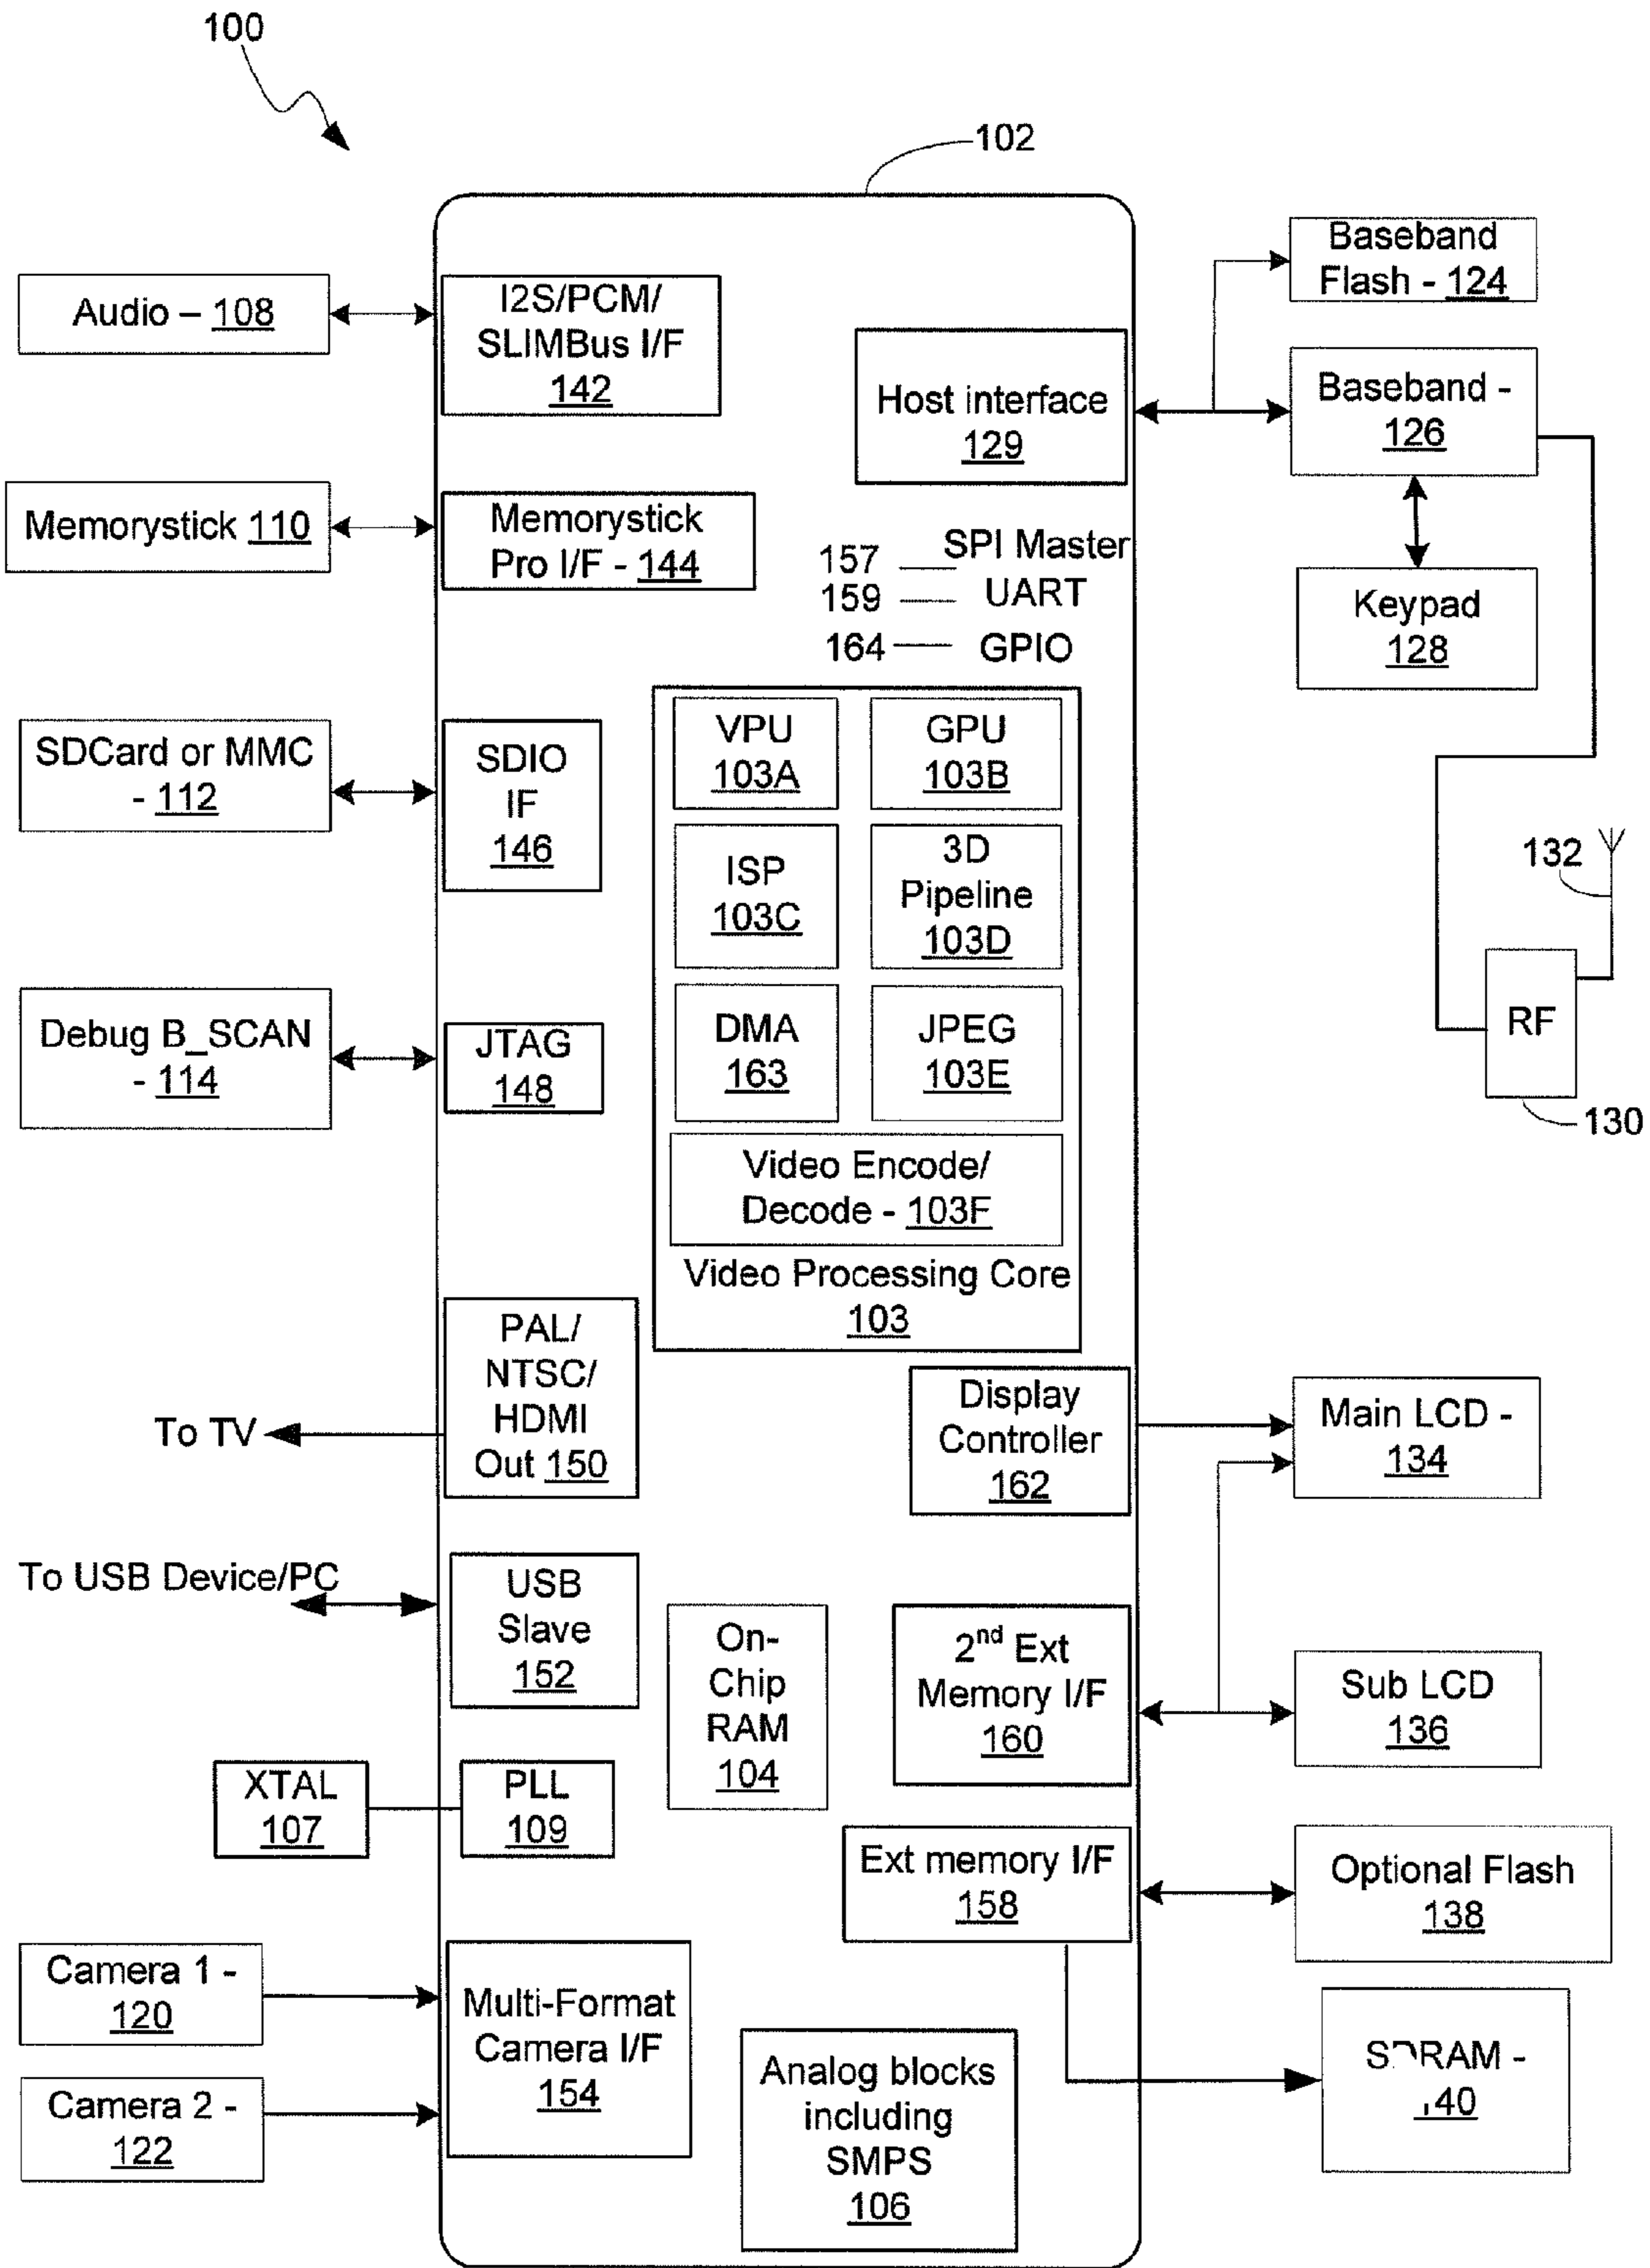 100
102
Audio – 108
I2S/PCM/
SLIMBus I/F
142
Baseband
Flash - 124
Host interface
129
Baseband -
126
Memorystick 110
Memorystick
Pro I/F - 144
157
SPI Master
159
UART
164
GPIO
Keypad
128
SDCard or MMC
- 112
SDIO
IF
146
VPU
103A
GPU
103B
ISP
103C
3D
Pipeline
103D
132
Debug B_SCAN
- 114
JTAG
148
DMA
163
JPEG
103E
RF
130
Video Encode/
Decode - 103F
Video Processing Core
103
To TV
PAL/
NTSC/
HDMI
Out 150
Display
Controller
162
Main LCD -
134
To USB Device/PC
USB
Slave
152
On-
Chip
RAM
104
2nd Ext
Memory I/F
160
Sub LCD
136
XTAL
107
PLL
109
Ext memory I/F
158
Optional Flash
138
Camera 1 -
120
Multi-Format
Camera I/F
154
Camera 2 -
122
Analog blocks
including
SMPS
106
SDRAM -
140